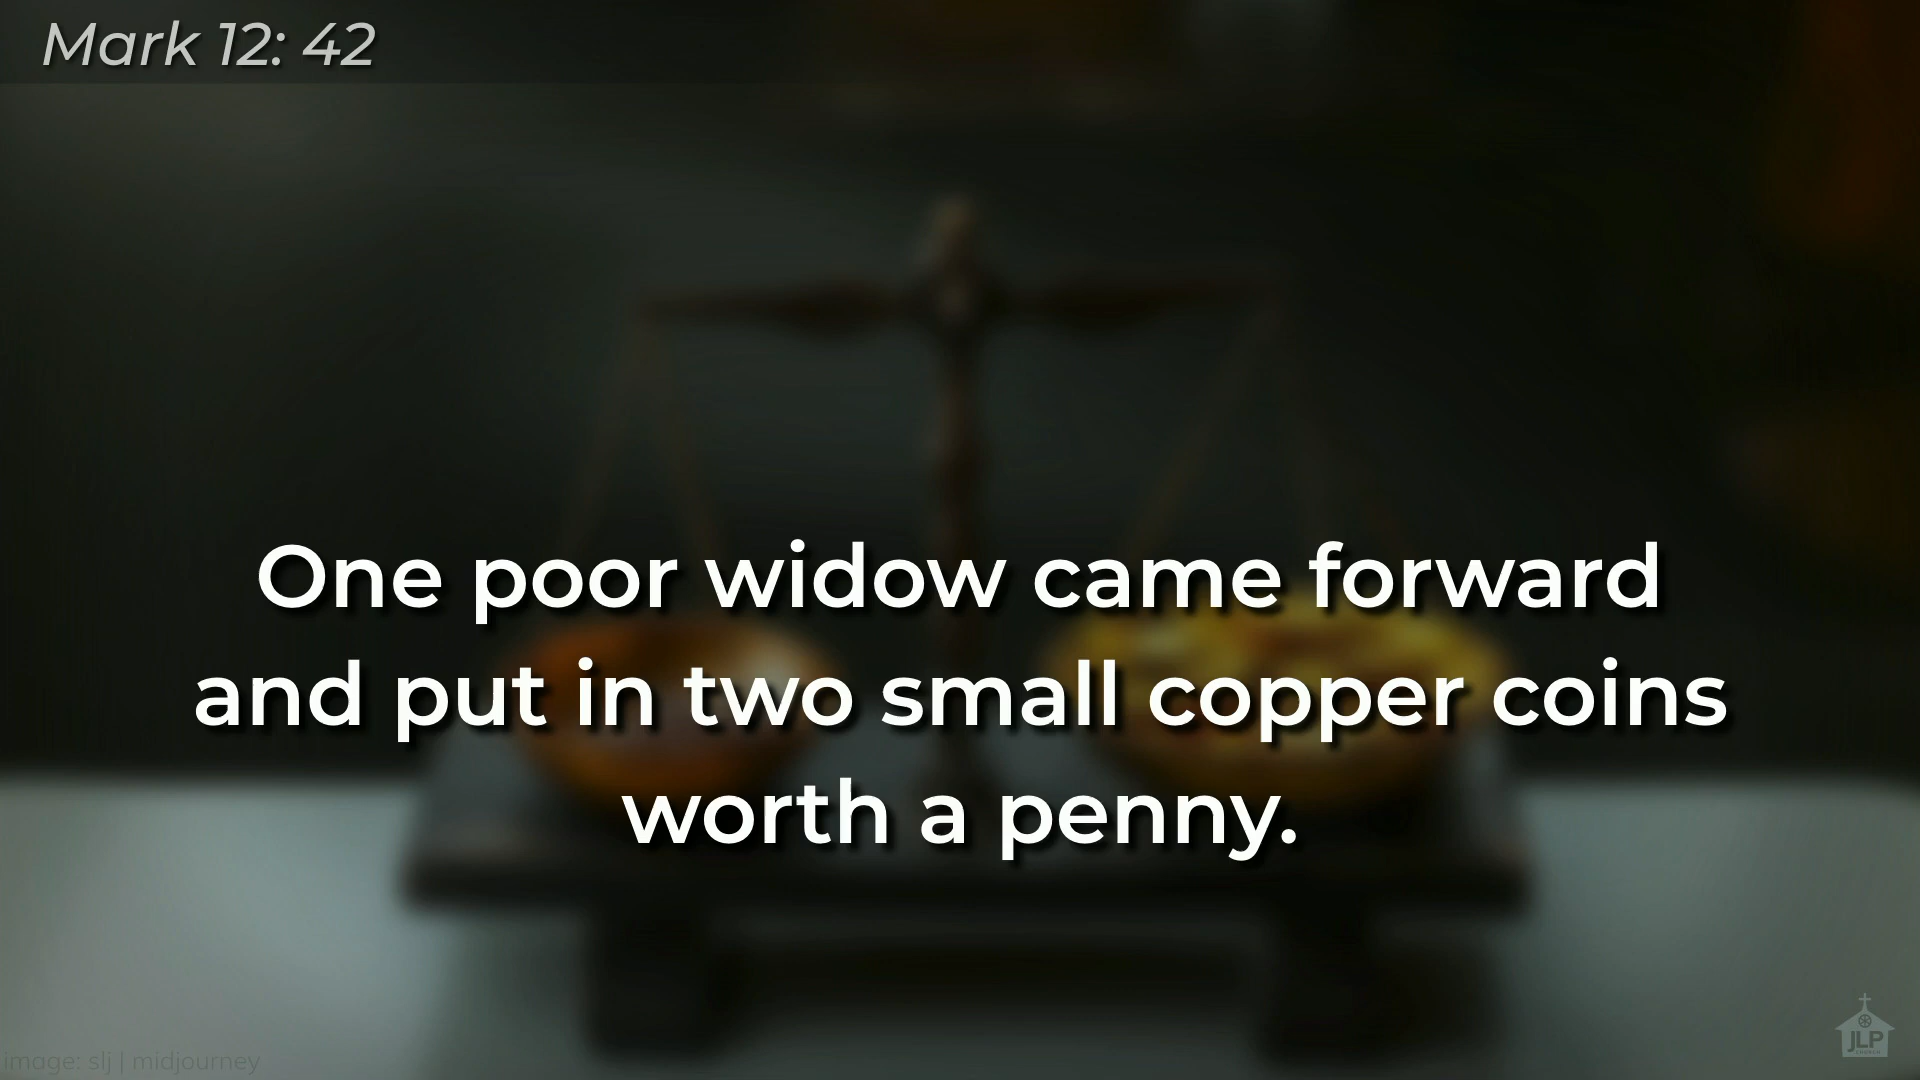 Mark 12: 42
One poor widow came forward
and put in two small copper coins
worth a penny.
image: slj | midjourney
JLP
CHURCH